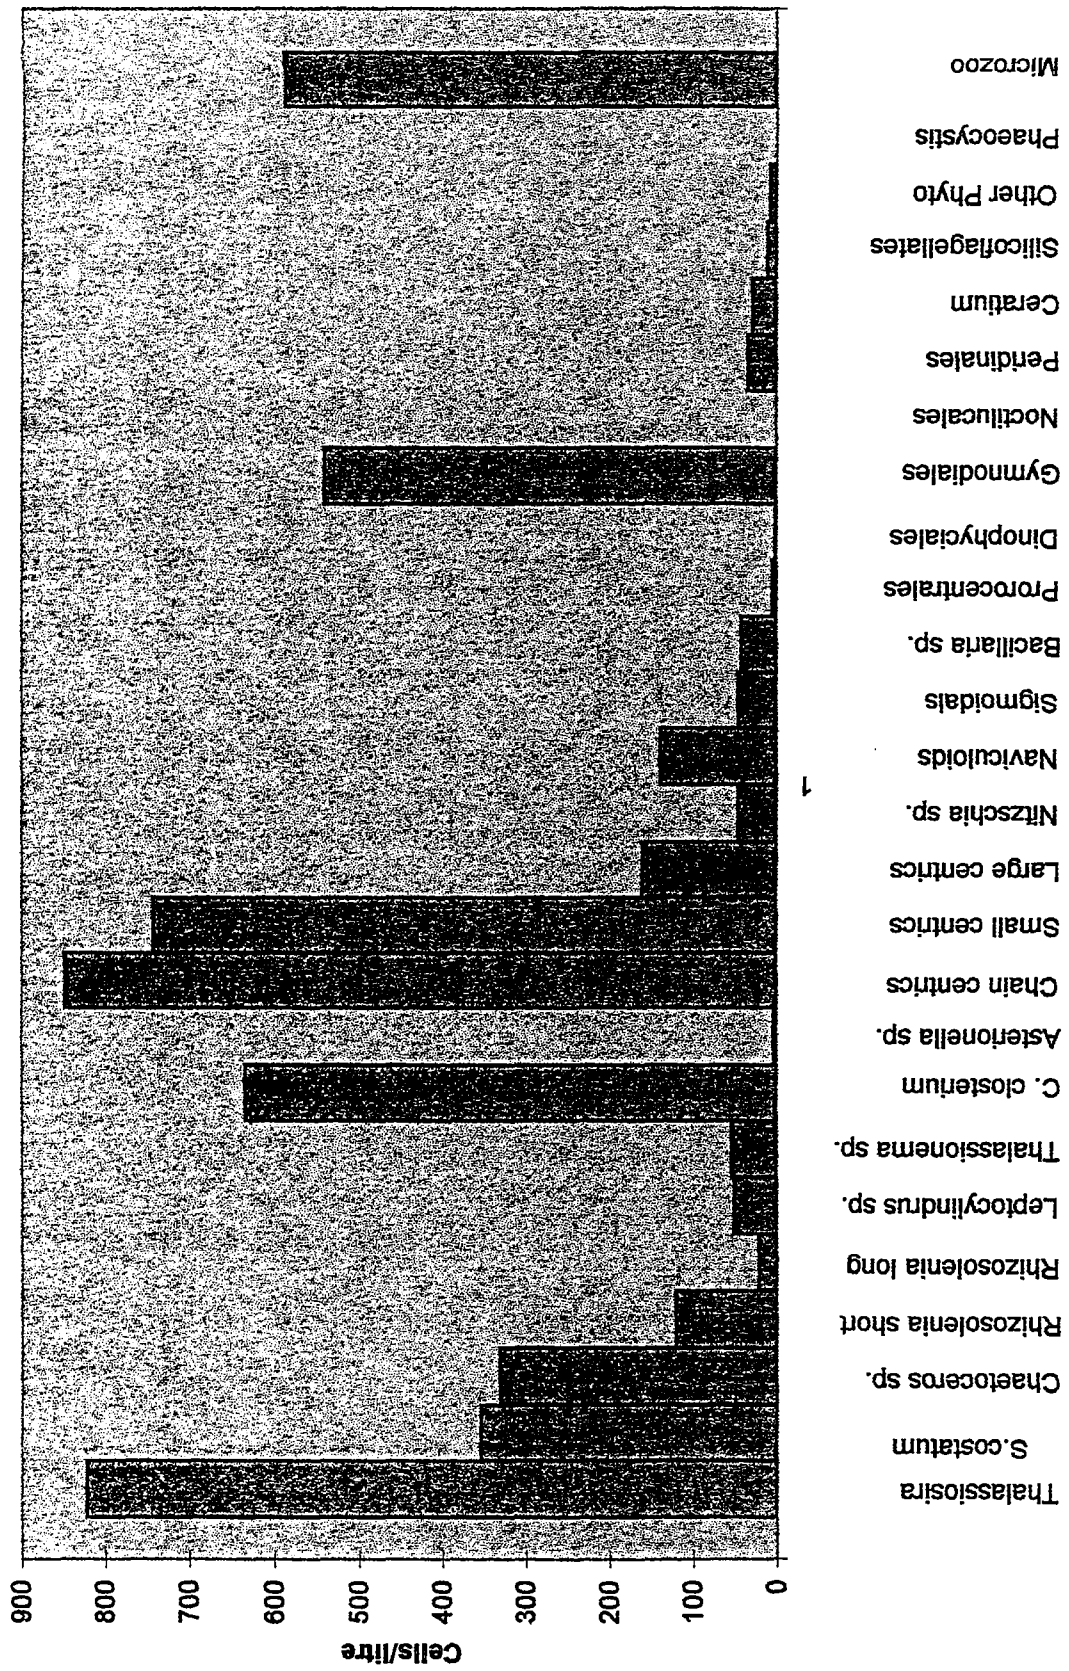 Cells/litre
900
800
700
600
500
400
300
200
100
0
1
Thalassiosira
S.costatum
Chaetoceros sp.
Rhizosolenia short
Rhizosolenia long
Leptocylindrus sp.
Thalassionema sp.
C. closterium
Asterionella sp.
Chain centrics
Small centrics
Large centrics
Nitzschia sp.
Naviculoids
Sigmoidals
Bacillaria sp.
Prorocentrales
Dinophyciales
Gymnodiales
Noctilucales
Peridinales
Ceratium
Silicoflagellates
Other Phyto
Phaeocystis
Microzoo